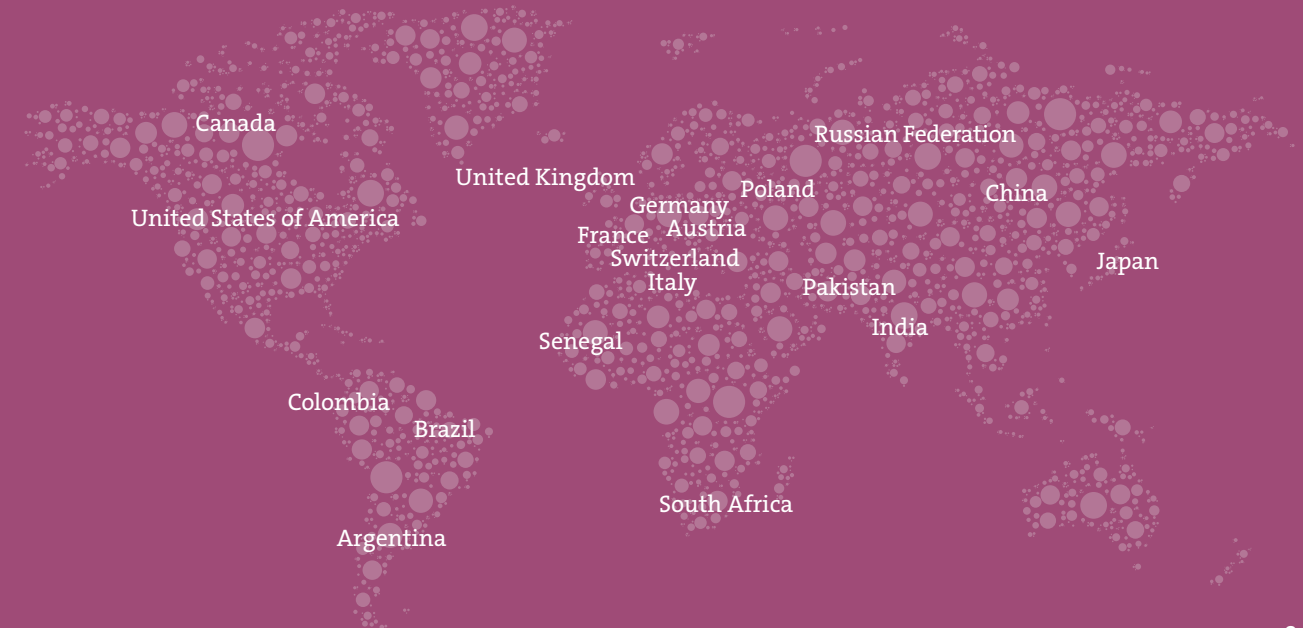 Canada
Russian Federation
United Kingdom
Poland
China
Germany
United States of America
Austria
France
Switzerland
Japan
Italy
Pakistan
India
Senegal
Colombia
Brazil
South Africa
Argentina